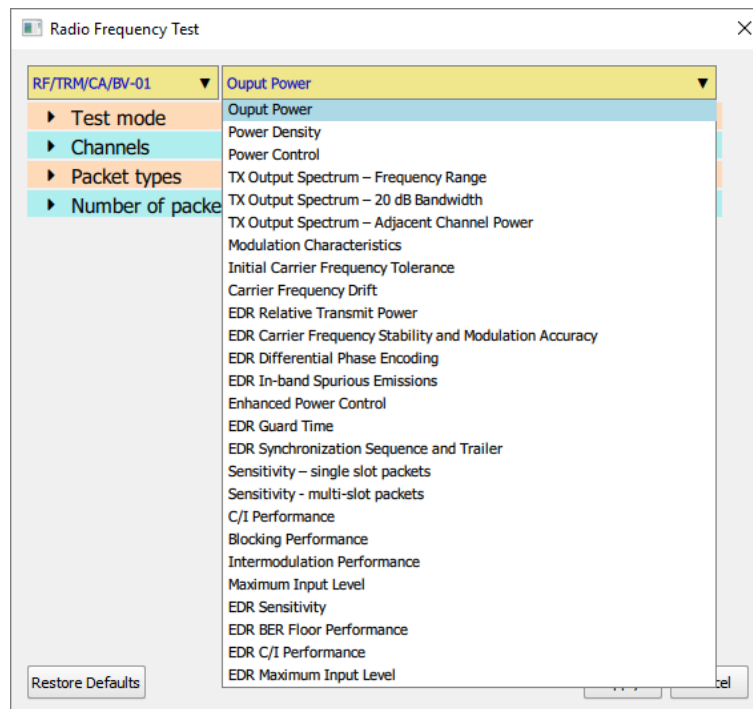 Radio Frequency Test
RF/TRM/CA/BV-01 Ouput Power
Test mode
Channels
Packet types
Number of packe
Ouput Power
Power Density
Power Control
TX Output Spectrum – Frequency Range
TX Output Spectrum – 20 dB Bandwidth
TX Output Spectrum – Adjacent Channel Power
Modulation Characteristics
Initial Carrier Frequency Tolerance
Carrier Frequency Drift
EDR Relative Transmit Power
EDR Carrier Frequency Stability and Modulation Accuracy
EDR Differential Phase Encoding
EDR In-band Spurious Emissions
Enhanced Power Control
EDR Guard Time
EDR Synchronization Sequence and Trailer
Sensitivity – single slot packets
Sensitivity - multi-slot packets
C/I Performance
Blocking Performance
Intermodulation Performance
Maximum Input Level
EDR Sensitivity
EDR BER Floor Performance
EDR C/I Performance
EDR Maximum Input Level
Restore Defaults